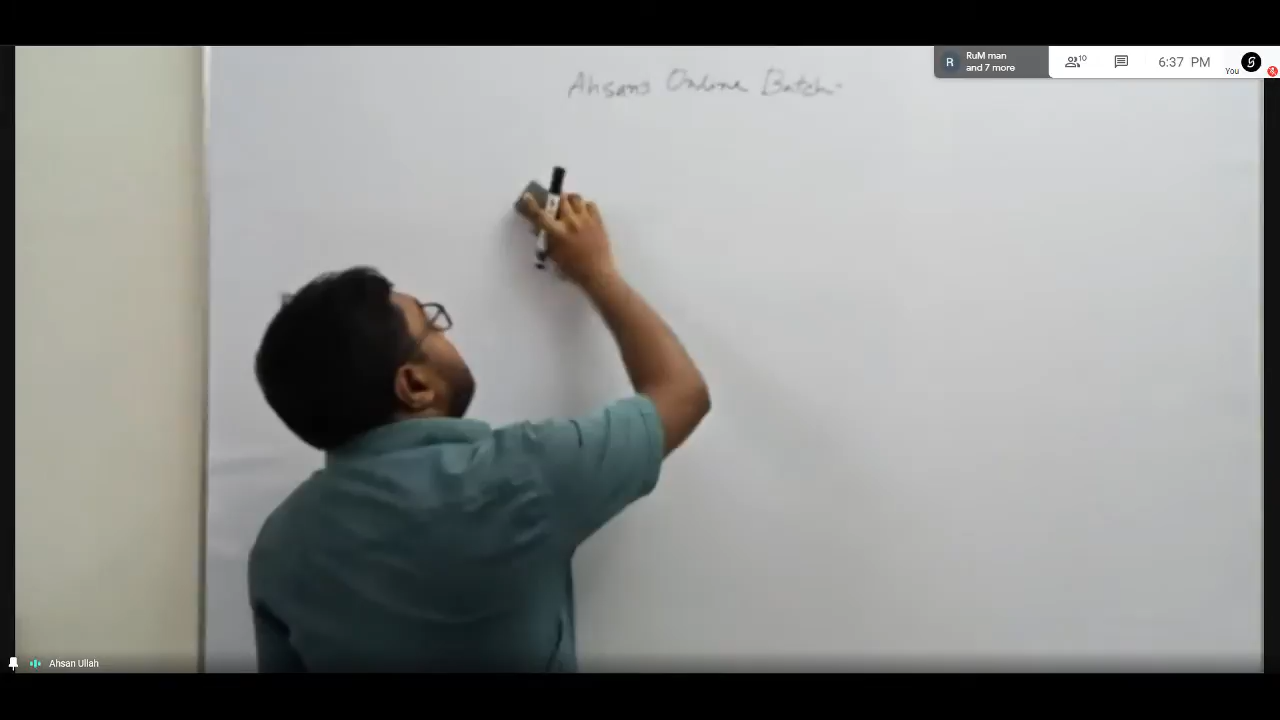 RuM man
and 7 more
10
6:37 PM
You
Ahsans Online Batch
Ahsan Ullah